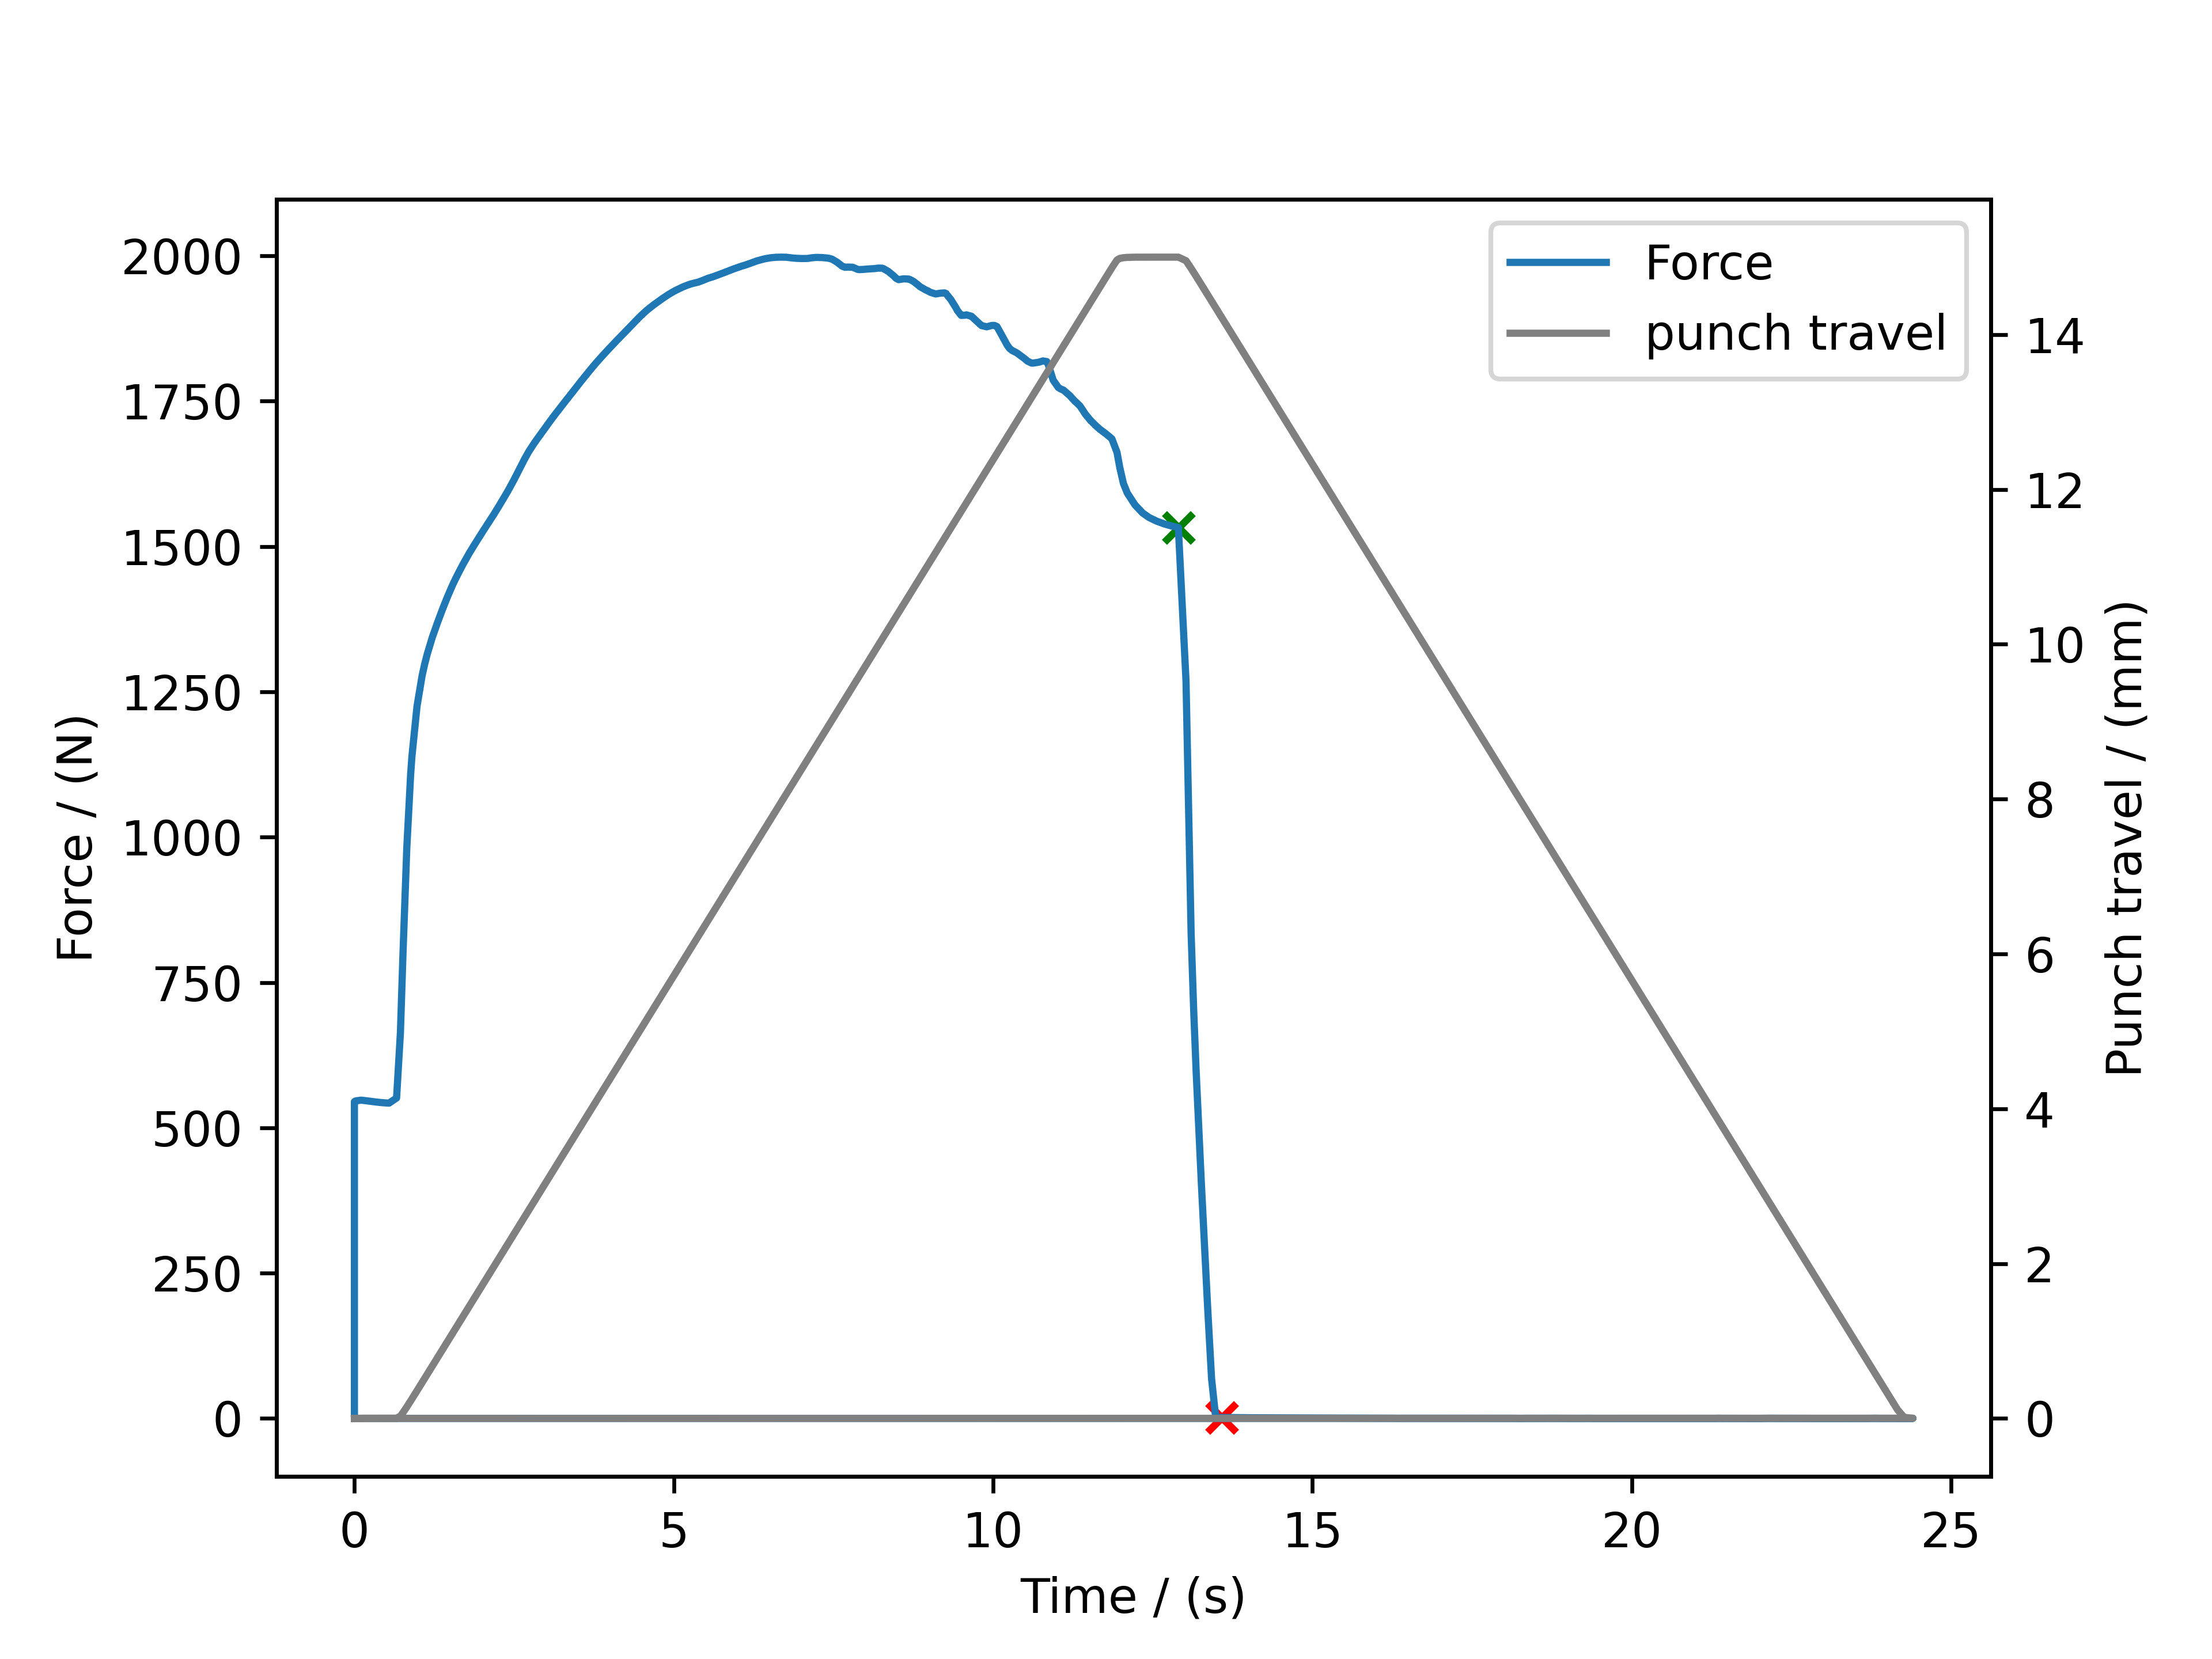 Force
punch travel
2000
1750
1500
1250
1000
750
500
250
0
Force / (N)
14
12
10
8
6
4
2
0
Punch travel / (mm)
0 5 10 15 20 25
Time / (s)